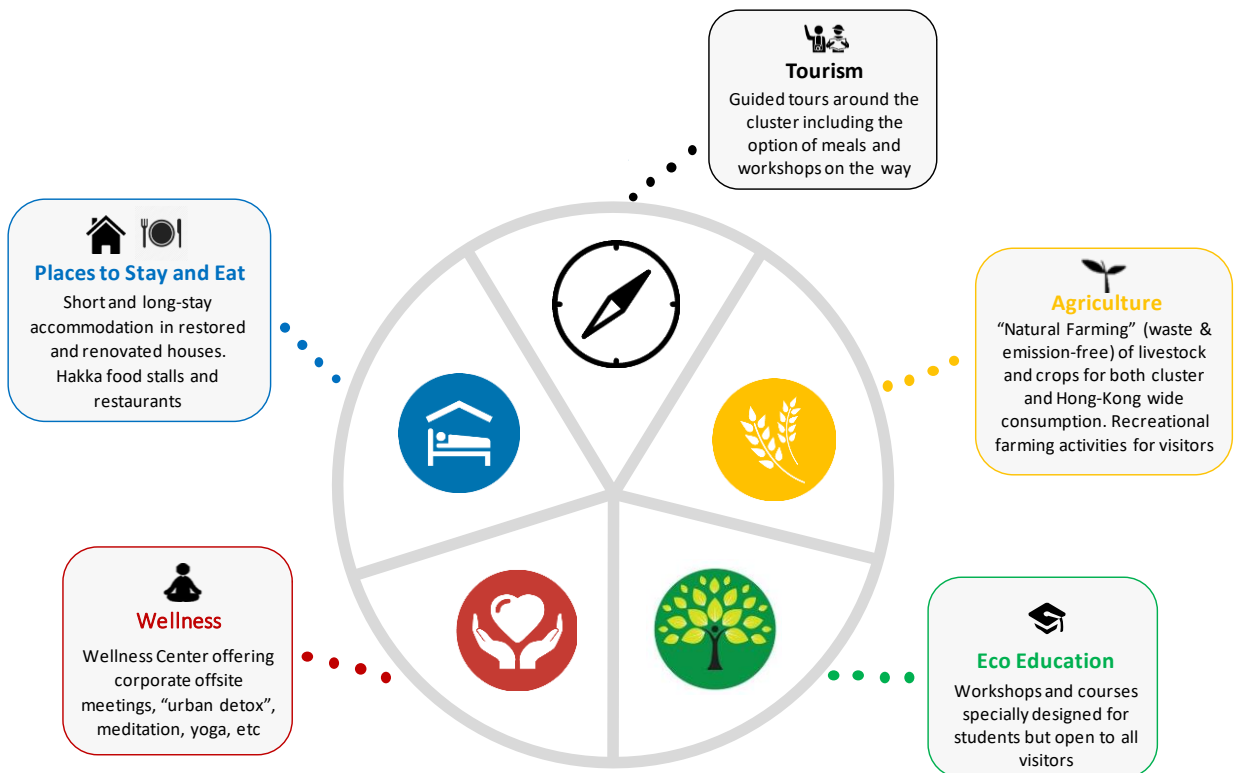 Tourism
Guided tours around the
cluster including the
option of meals and
workshops on the way
Places to Stay and Eat
Short and long-stay
accommodation in restored
and renovated houses.
Hakka food stalls and
restaurants
Agriculture
“Natural Farming” (waste &
emission-free) of livestock
and crops for both cluster
and Hong-Kong wide
consumption. Recreational
farming activities for visitors
Wellness
Wellness Center offering
corporate offsite
meetings, “urban detox”,
meditation, yoga, etc
Eco Education
Workshops and courses
specially designed for
students but open to all
visitors